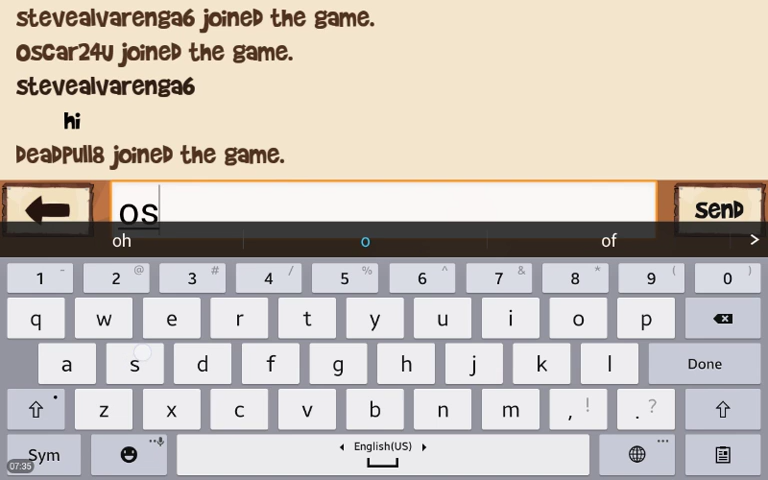 stevealvarenga6 joined the game.
oscar24u joined the game.
stevealvarenga6
hi
Deadpull8 joined the game.
os
SEND
oh o of >
1 - 2 @ 3 # 4 / 5 % 6 ^ 7 & 8 * 9 ( 0 )
q w e r t y u i o p
a s d f g h j k l Done
z x c v b n m , ! . ?
Sym English(US)
07:35